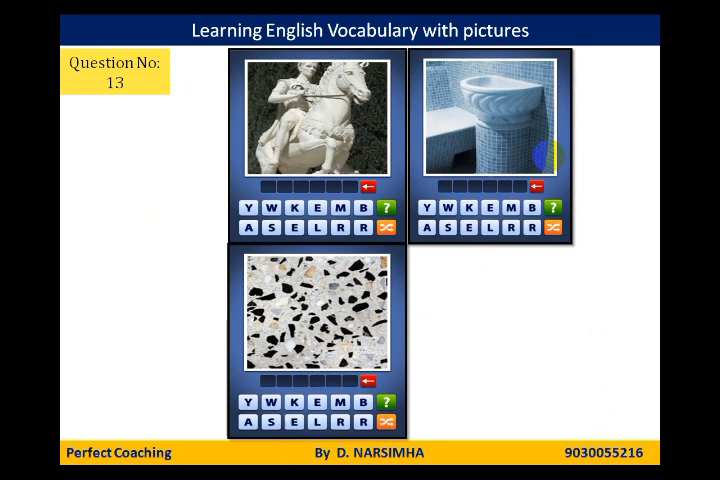 Learning English Vocabulary with pictures
Question No:
13
Y W K E M B ?
A S E L R R
Y W K E M B ?
A S E L R R
Y W K E M B ?
A S E L R R
Perfect Coaching By D. NARSIMHA 9030055216